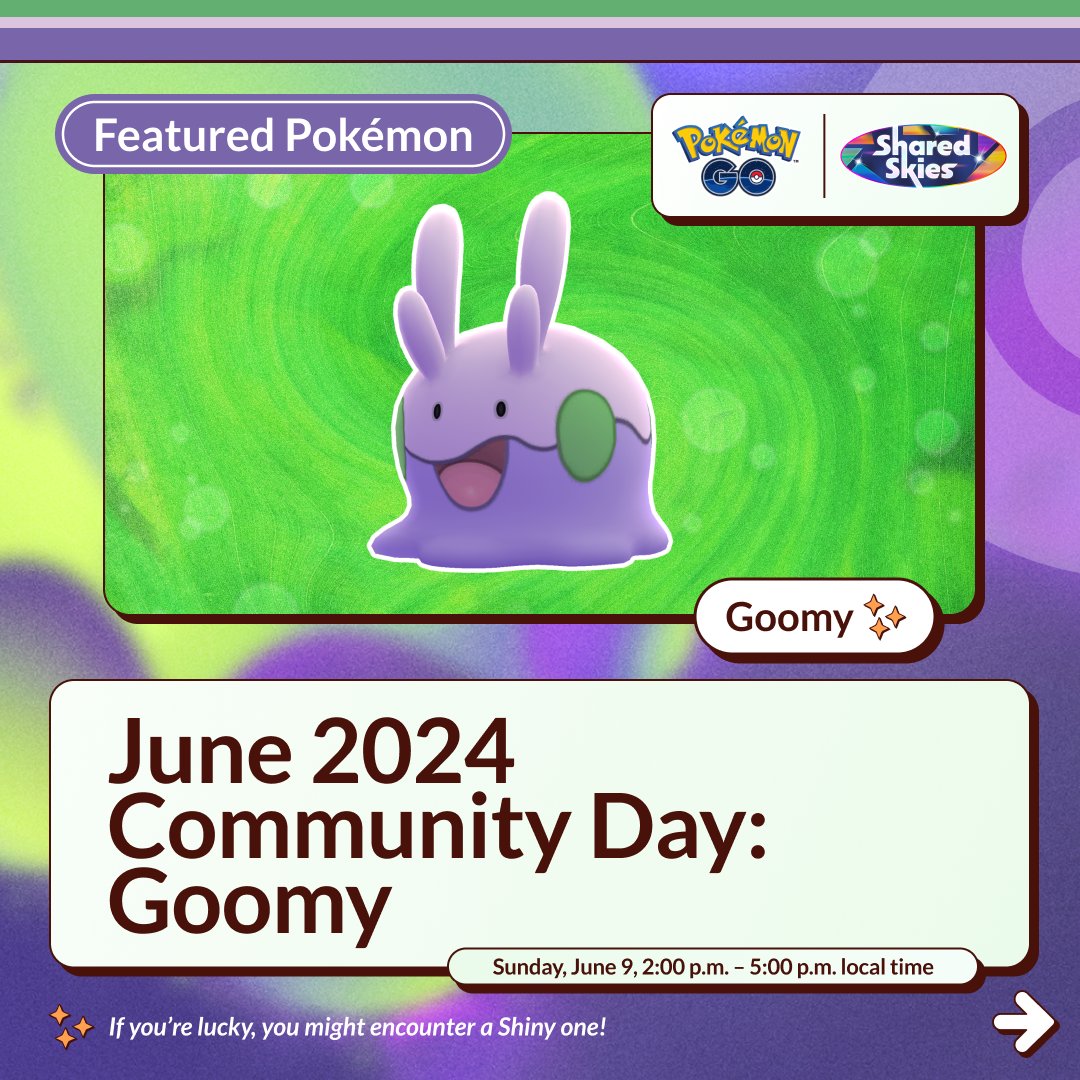 Featured Pokémon
POKéMON
GO
Shared
Skies
Goomy
June 2024
Community Day:
Goomy
Sunday, June 9, 2:00 p.m. – 5:00 p.m. local time
If you’re lucky, you might encounter a Shiny one!